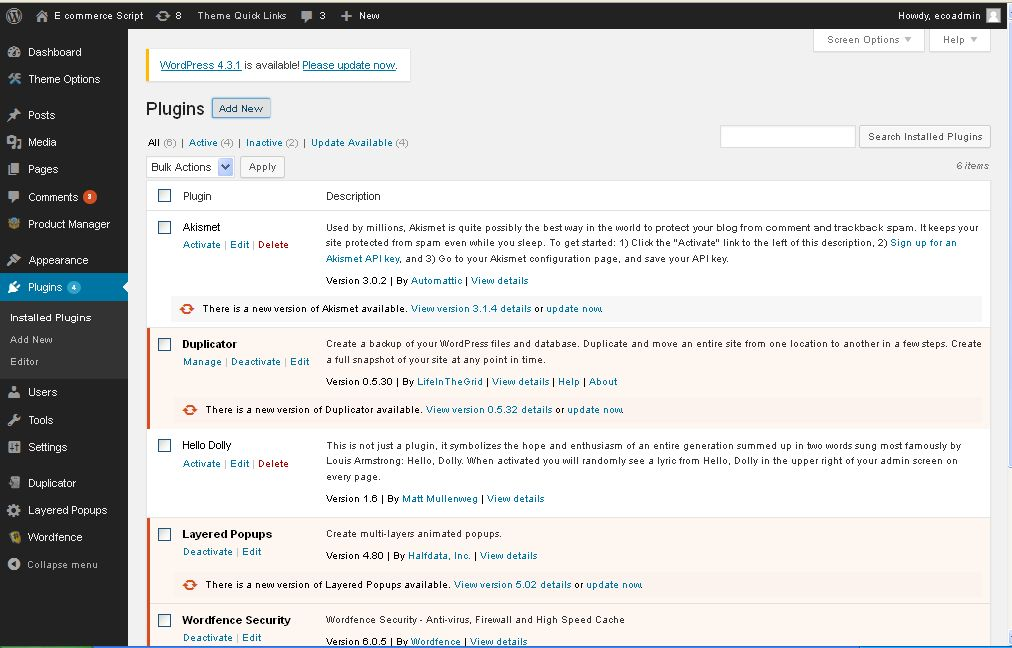 E commerce Script 8 Theme Quick Links 3 New Howdy, ecoadmin
Screen Options Help
Dashboard
Theme Options
Posts
Media
Pages
Comments 3
Product Manager
Appearance
Plugins 4
Installed Plugins
Add New
Editor
Users
Tools
Settings
Duplicator
Layered Popups
Wordfence
Collapse menu
WordPress 4.3.1 is available! Please update now.
Plugins Add New
All (6) | Active (4) | Inactive (2) | Update Available (4)
Search Installed Plugins
Bulk Actions Apply
6 items
Plugin Description
Akismet
Activate | Edit | Delete
Used by millions, Akismet is quite possibly the best way in the world to protect your blog from comment and trackback spam. It keeps your
site protected from spam even while you sleep. To get started: 1) Click the "Activate" link to the left of this description, 2) Sign up for an
Akismet API key, and 3) Go to your Akismet configuration page, and save your API key.
Version 3.0.2 | By Automattic | View details
There is a new version of Akismet available. View version 3.1.4 details or update now.
Duplicator
Manage | Deactivate | Edit
Create a backup of your WordPress files and database. Duplicate and move an entire site from one location to another in a few steps. Create
a full snapshot of your site at any point in time.
Version 0.5.30 | By LifeInTheGrid | View details | Help | About
There is a new version of Duplicator available. View version 0.5.32 details or update now.
Hello Dolly
Activate | Edit | Delete
This is not just a plugin, it symbolizes the hope and enthusiasm of an entire generation summed up in two words sung most famously by
Louis Armstrong: Hello, Dolly. When activated you will randomly see a lyric from Hello, Dolly in the upper right of your admin screen on
every page.
Version 1.6 | By Matt Mullenweg | View details
Layered Popups
Deactivate | Edit
Create multi-layers animated popups.
Version 4.80 | By Halfdata, Inc. | View details
There is a new version of Layered Popups available. View version 5.02 details or update now.
Wordfence Security
Deactivate | Edit
Wordfence Security - Anti-virus, Firewall and High Speed Cache
Version 6.0.5 | By Wordfence | View details